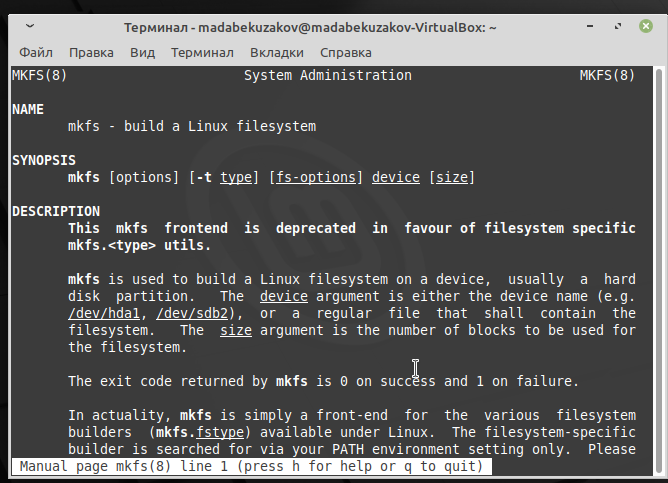 Терминал - madabekuzakov@madabekuzakov-VirtualBox: ~
Файл Правка Вид Терминал Вкладки Справка
MKFS(8) System Administration MKFS(8)
NAME
mkfs - build a Linux filesystem
SYNOPSIS
mkfs [options] [-t type] [fs-options] device [size]
DESCRIPTION
This mkfs frontend is deprecated in favour of filesystem specific
mkfs.<type> utils.
mkfs is used to build a Linux filesystem on a device, usually a hard
disk partition. The device argument is either the device name (e.g.
/dev/hda1, /dev/sdb2), or a regular file that shall contain the
filesystem. The size argument is the number of blocks to be used for
the filesystem.
The exit code returned by mkfs is 0 on success and 1 on failure.
In actuality, mkfs is simply a front-end for the various filesystem
builders (mkfs.fstype) available under Linux. The filesystem-specific
builder is searched for via your PATH environment setting only. Please
Manual page mkfs(8) line 1 (press h for help or q to quit)